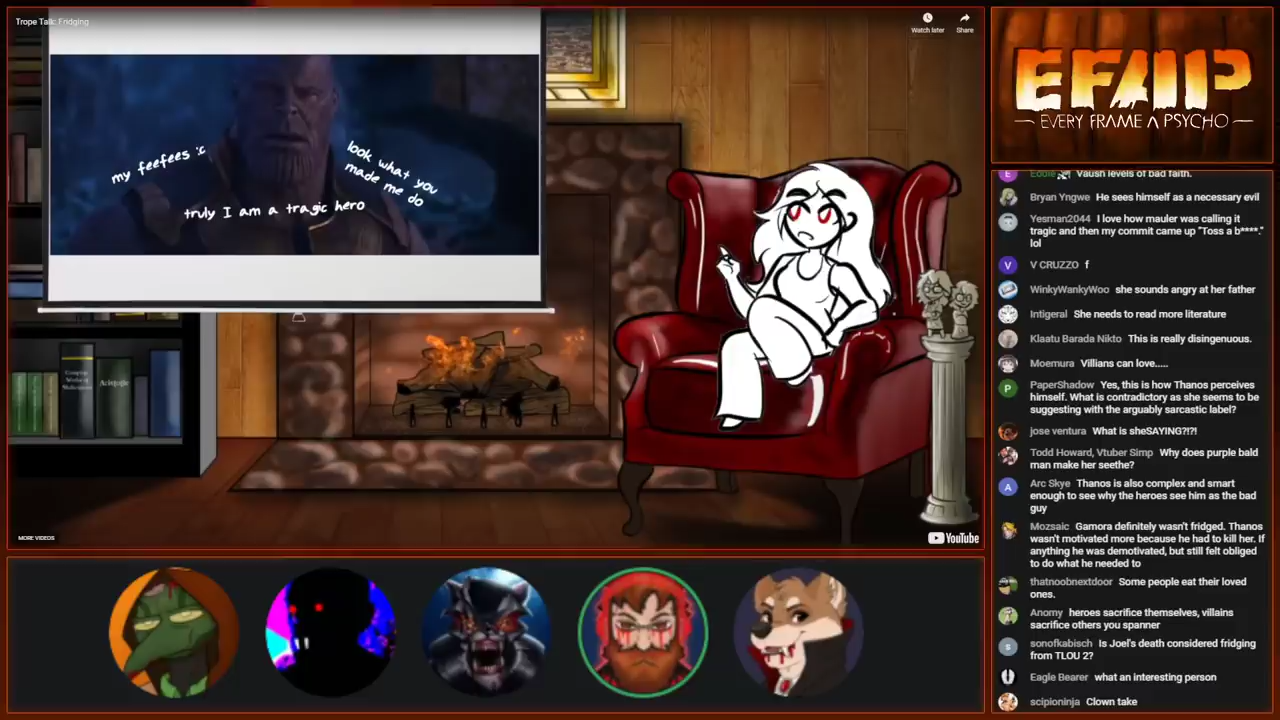 Trope Talk: Fridging
Watch later
Share
my feefees :c
look what you
made me do
truly I am a tragic hero
MORE VIDEOS
YouTube
EFAP
EVERY FRAME A PSYCHO
Eddie Vaush levels of bad faith.
Bryan Yngwe He sees himself as a necessary evil
Yesman2044 I love how mauler was calling it
tragic and then my commit came up "Toss a b****."
lol
V CRUZZO f
WinkyWankyWoo she sounds angry at her father
Intigeral She needs to read more literature
Klaatu Barada Nikto This is really disingenuous.
Moemura Villians can love.....
PaperShadow Yes, this is how Thanos perceives
himself. What is contradictory as she seems to be
suggesting with the arguably sarcastic label?
jose ventura What is sheSAYING?!?!
Todd Howard, Vtuber Simp Why does purple bald
man make her seethe?
Arc Skye Thanos is also complex and smart
enough to see why the heroes see him as the bad
guy
Mozsaic Gamora definitely wasn't fridged. Thanos
wasn't motivated more because he had to kill her. If
anything he was demotivated, but still felt obliged
to do what he needed to
thatnoobnextdoor Some people eat their loved
ones.
Anomy heroes sacrifice themselves, villains
sacrifice others you spanner
sonofkabisch Is Joel's death considered fridging
from TLOU 2?
Eagle Bearer what an interesting person
scipioninja Clown take